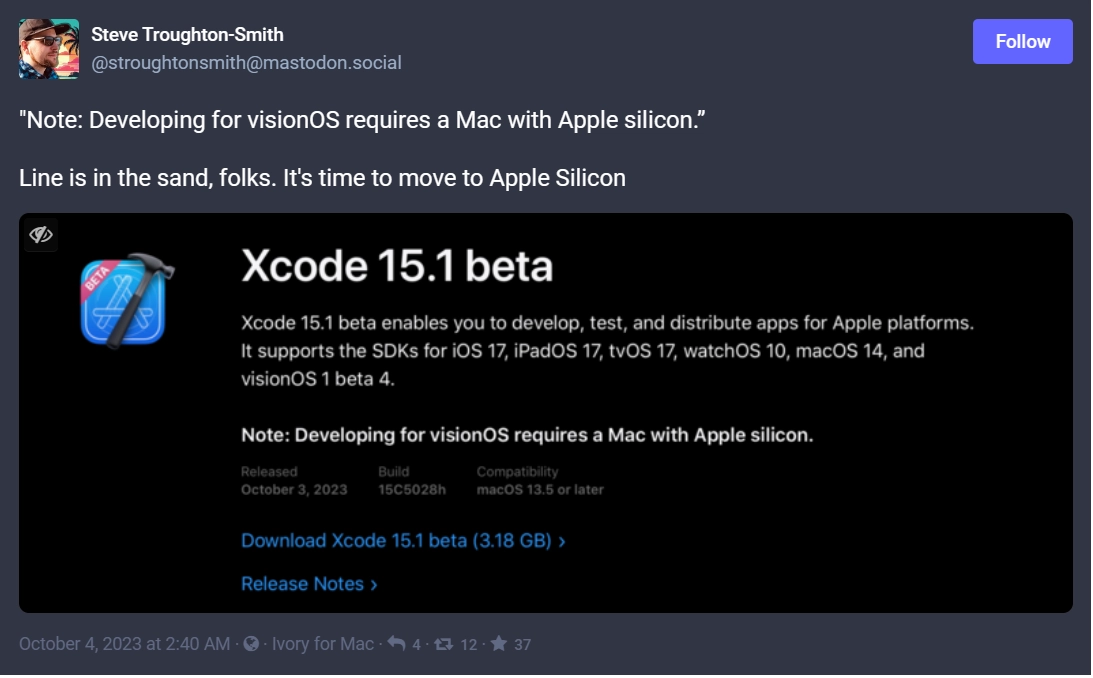 Steve Troughton-Smith
@stroughtonsmith@mastodon.social
Follow
"Note: Developing for visionOS requires a Mac with Apple silicon.”
Line is in the sand, folks. It's time to move to Apple Silicon
BETA
Xcode 15.1 beta
Xcode 15.1 beta enables you to develop, test, and distribute apps for Apple platforms.
It supports the SDKs for iOS 17, iPadOS 17, tvOS 17, watchOS 10, macOS 14, and
visionOS 1 beta 4.
Note: Developing for visionOS requires a Mac with Apple silicon.
Released Build Compatibility
October 3, 2023 15C5028h macOS 13.5 or later
Download Xcode 15.1 beta (3.18 GB) ›
Release Notes ›
October 4, 2023 at 2:40 AM · · Ivory for Mac · 4 · 12 · 37